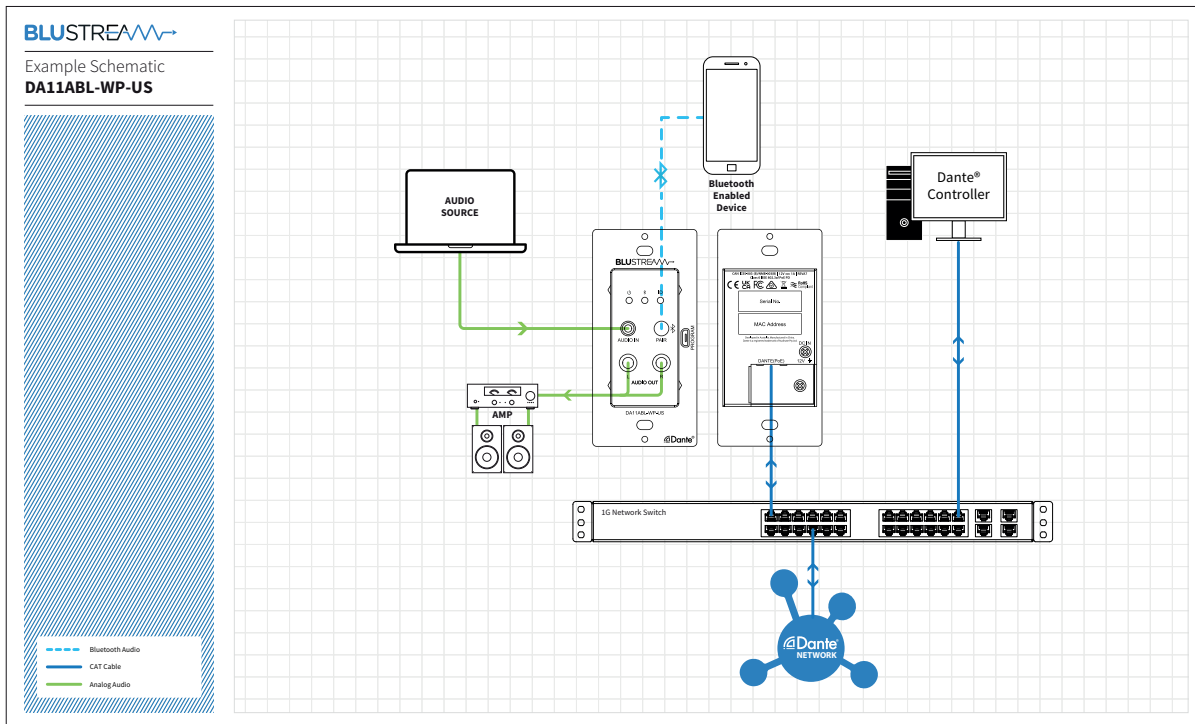 BLUSTREAM
Example Schematic
DA11ABL-WP-US
Bluetooth Audio
CAT Cable
Analog Audio
AUDIO
SOURCE
Bluetooth
Enabled
Device
Dante®
Controller
BLUSTREAM
AUDIO IN
PAIR
PROGRAM
L
R
AUDIO OUT
DA11ABL-WP-US
Dante®
AMP
RoHS
Serial No.
MAC Address
DC IN
DANTE(PoE)
12V
1G Network Switch
Dante®
NETWORK